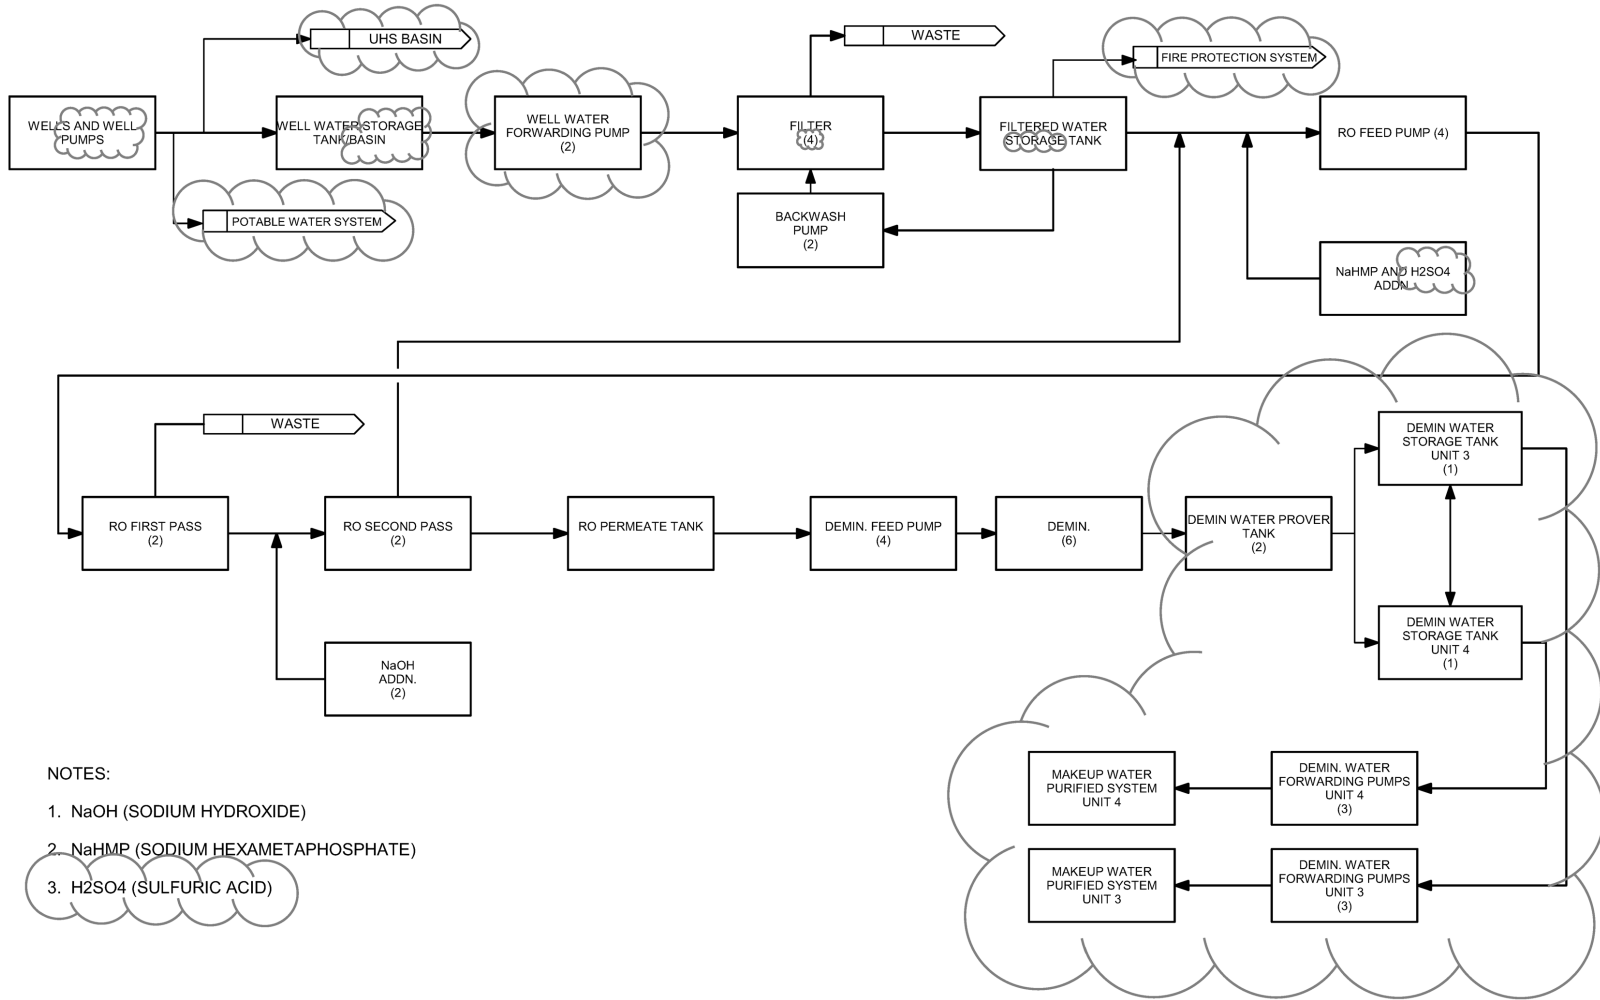 UHS BASIN
WASTE
FIRE PROTECTION SYSTEM
WELLS AND WELL
PUMPS
WELL WATER STORAGE
TANK/BASIN
WELL WATER
FORWARDING PUMP
(2)
FILTER
(4)
FILTERED WATER
STORAGE TANK
RO FEED PUMP (4)
POTABLE WATER SYSTEM
BACKWASH
PUMP
(2)
NaHMP AND H2SO4
ADDN.
WASTE
DEMIN WATER
STORAGE TANK
UNIT 3
(1)
RO FIRST PASS
(2)
RO SECOND PASS
(2)
RO PERMEATE TANK
DEMIN. FEED PUMP
(4)
DEMIN.
(6)
DEMIN WATER PROVER
TANK
(2)
DEMIN WATER
STORAGE TANK
UNIT 4
(1)
NaOH
ADDN.
(2)
MAKEUP WATER
PURIFIED SYSTEM
UNIT 4
DEMIN. WATER
FORWARDING PUMPS
UNIT 4
(3)
MAKEUP WATER
PURIFIED SYSTEM
UNIT 3
DEMIN. WATER
FORWARDING PUMPS
UNIT 3
(3)
NOTES:
1. NaOH (SODIUM HYDROXIDE)
2. NaHMP (SODIUM HEXAMETAPHOSPHATE)
3. H2SO4 (SULFURIC ACID)